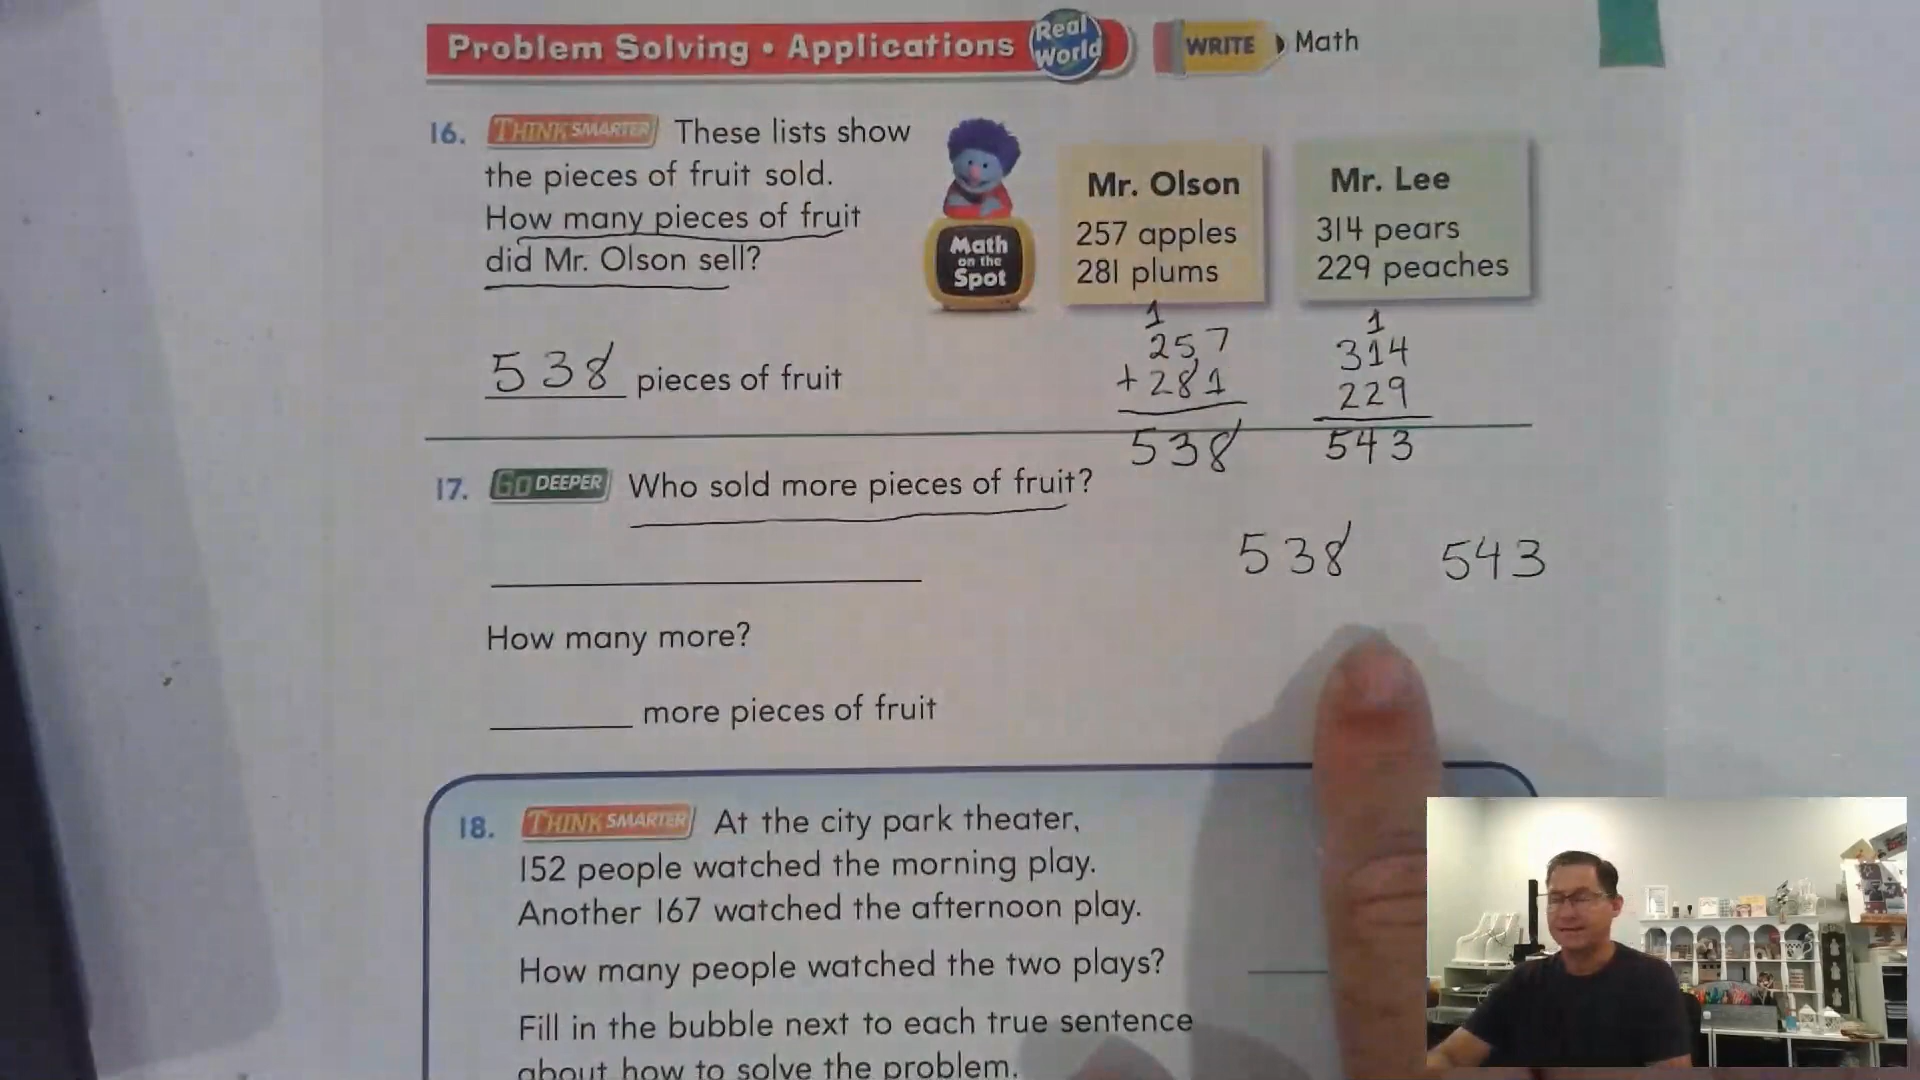 Problem Solving • Applications Real World WRITE Math
16. THINK SMARTER These lists show
the pieces of fruit sold.
How many pieces of fruit
did Mr. Olson sell?
538 pieces of fruit
Math
on the
Spot
Mr. Olson
257 apples
281 plums
Mr. Lee
314 pears
229 peaches
1
257
+281
538
1
314
229
543
17. GO DEEPER Who sold more pieces of fruit?
538 543
How many more?
more pieces of fruit
18. THINK SMARTER At the city park theater,
152 people watched the morning play.
Another 167 watched the afternoon play.
How many people watched the two plays?
Fill in the bubble next to each true sentence
about how to solve the problem.